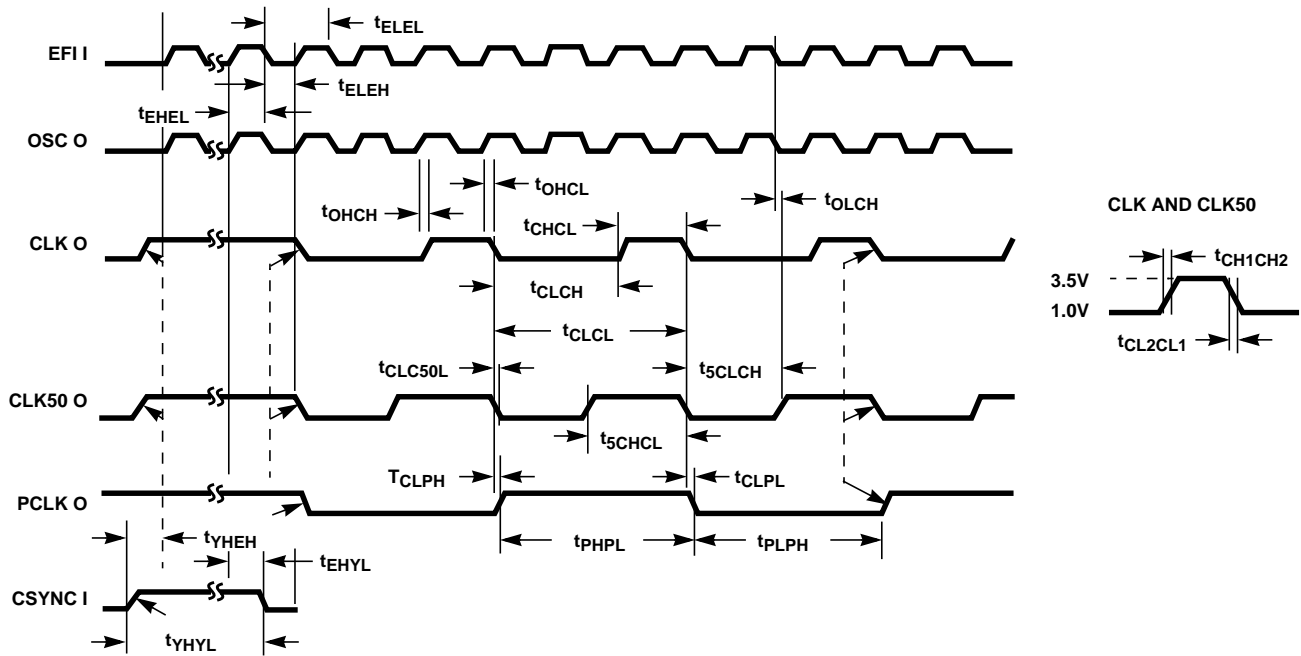 tELEL
EFI I
tELEH
tEHEL
OSC O
tOHCL
tOHCH
tOLCH
tCHCL
CLK O
CLK AND CLK50
tCH1CH2
3.5V
1.0V
tCL2CL1
tCLCH
tCLCL
tCLC50L
t5CLCH
CLK50 O
t5CHCL
TCLPH
tCLPL
PCLK O
tYHEH
tPHPL
tPLPH
tEHYL
CSYNC I
tYHYL